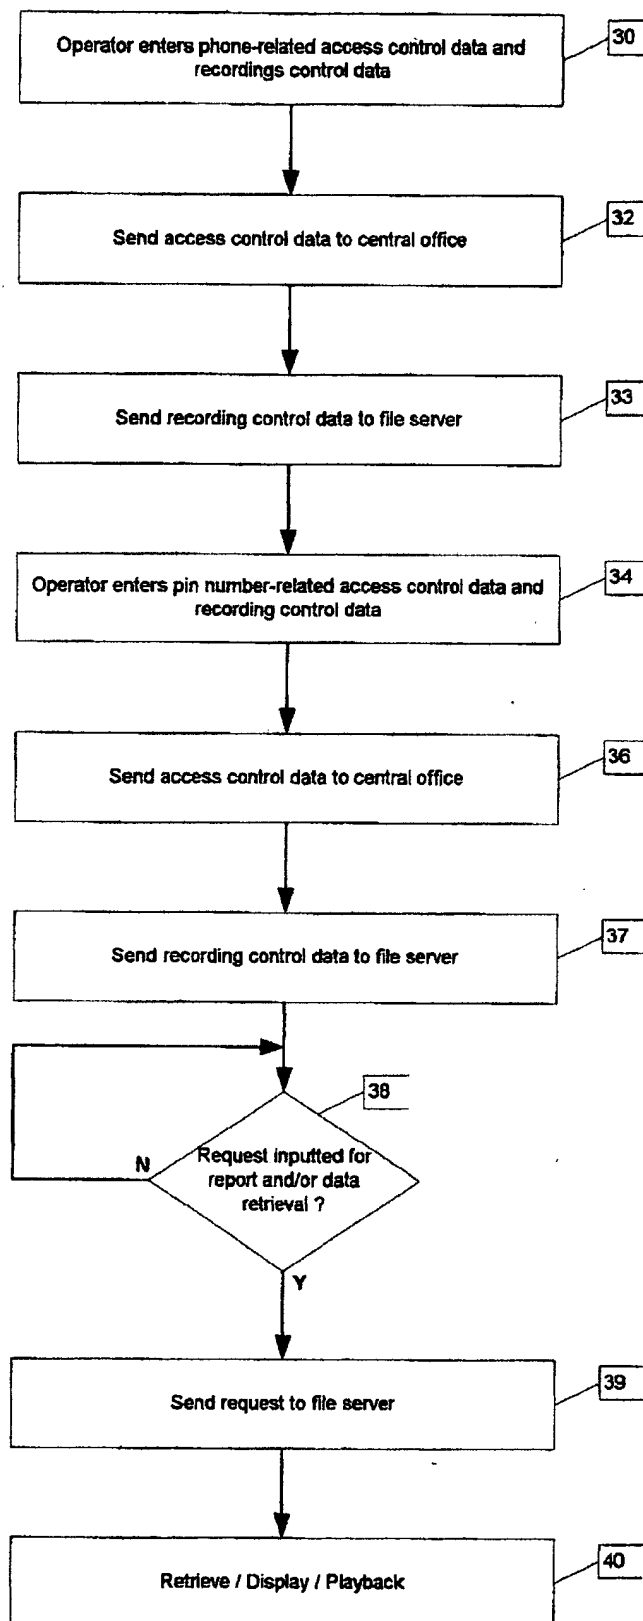 Operator enters phone-related access control data and
recordings control data
30
Send access control data to central office
32
Send recording control data to file server
33
Operator enters pin number-related access control data and
recording control data
34
Send access control data to central office
36
Send recording control data to file server
37
38
Request inputted for
report and/or data
retrieval ?
N
Y
Send request to file server
39
Retrieve / Display / Playback
40